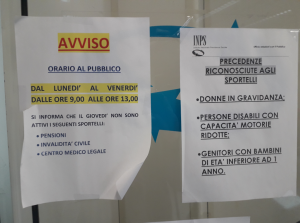 AVVISO
ORARIO AL PUBBLICO
DAL LUNEDI' AL VENERDI'
DALLE ORE 9,00 ALLE ORE 13,00
SI INFORMA CHE IL GIOVEDI' NON SONO
ATTIVI I SEGUENTI SPORTELLI:
• PENSIONI
• INVALIDITA' CIVILE
• CENTRO MEDICO LEGALE
INPS
PRECEDENZE
RICONOSCIUTE AGLI
SPORTELLI
• DONNE IN GRAVIDANZA;
• PERSONE DISABILI CON
CAPACITA' MOTORIE
RIDOTTE;
• GENITORI CON BAMBINI
DI ETA' INFERIORE AD 1
ANNO.